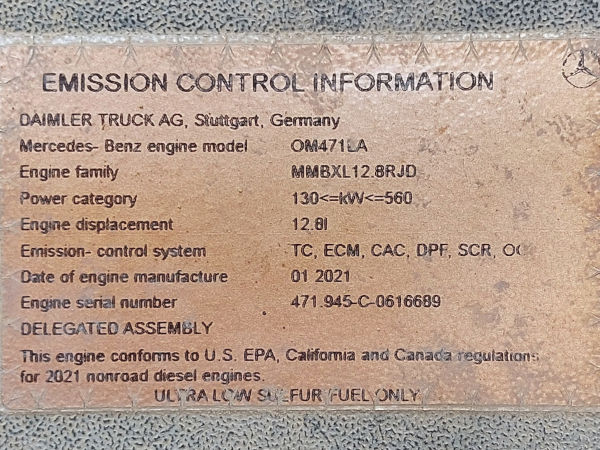 EMISSION CONTROL INFORMATION
DAIMLER TRUCK AG, Stuttgart, Germany
Mercedes- Benz engine model OM471LA
Engine family MMBXL12.8RJD
Power category 130<=kW<=560
Engine displacement 12.8l
Emission- control system TC, ECM, CAC, DPF, SCR,
Date of engine manufacture 01 2021
Engine serial number 471.945-C-0616689
DELEGATED ASSEMBLY
This engine conforms to U.S. EPA, California and Canada regulations
for 2021 nonroad diesel engines.
ULTRA LOW SULFUR FUEL ONLY